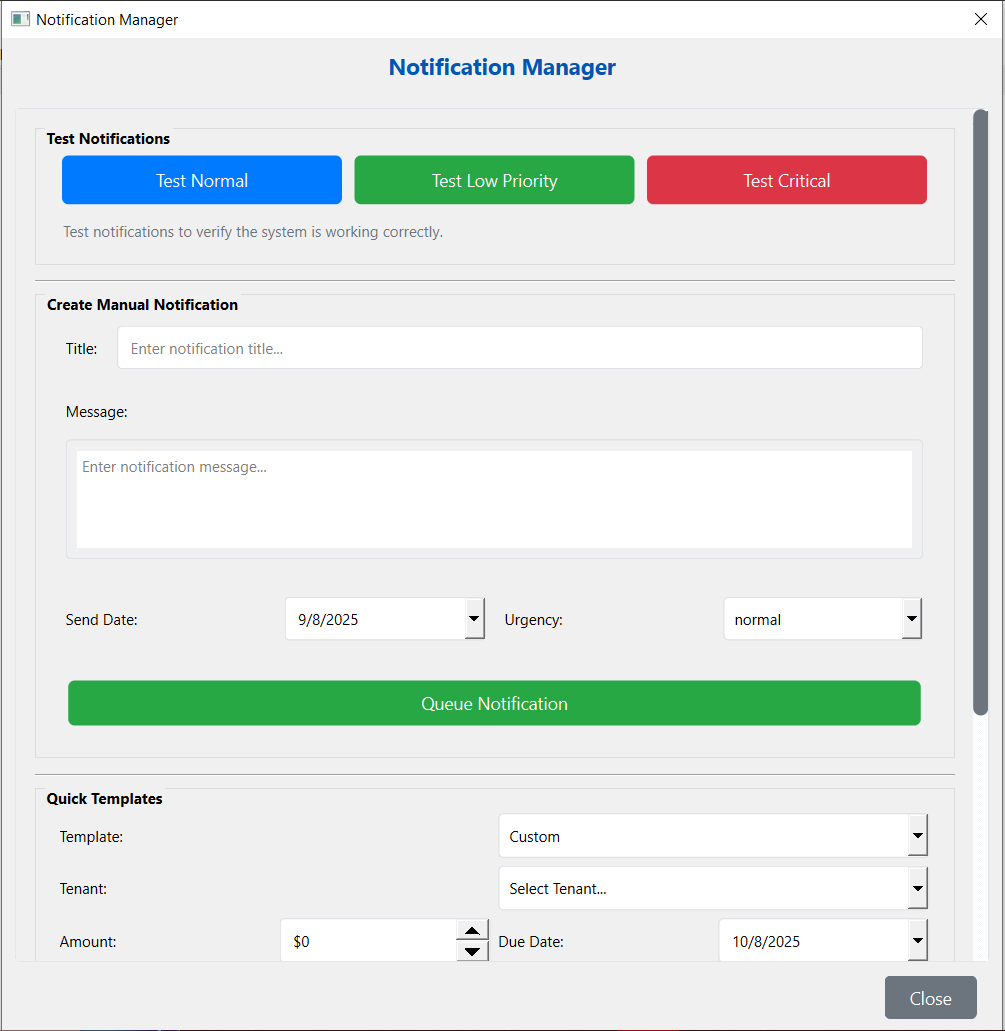 Notification Manager
Notification Manager
Test Notifications
Test Normal
Test Low Priority
Test Critical
Test notifications to verify the system is working correctly.
Create Manual Notification
Title:
Enter notification title...
Message:
Enter notification message...
Send Date:
9/8/2025
Urgency:
normal
Queue Notification
Quick Templates
Template:
Custom
Tenant:
Select Tenant...
Amount:
$0
Due Date:
10/8/2025
Close